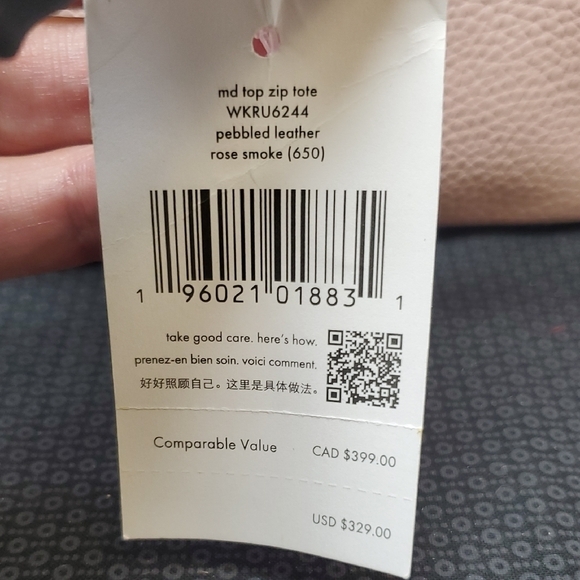 md top zip tote
WKRU6244
pebbled leather
rose smoke (650)
1 96021 01883 1
take good care. here's how.
prenez-en bien soin. voici comment.
好好照顾自己。这里是具体做法。
Comparable Value CAD $399.00
USD $329.00